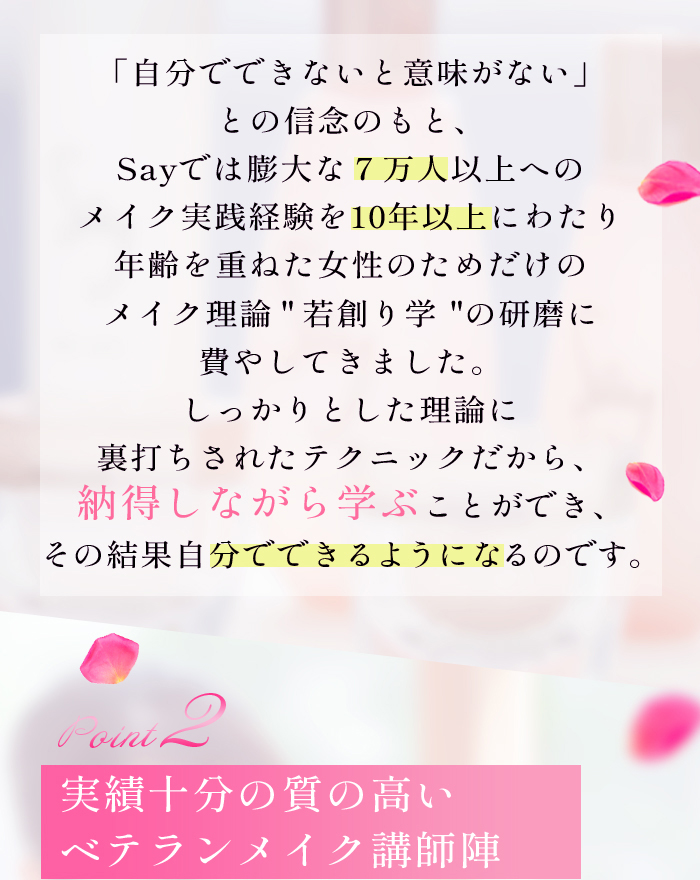 「自分でできないと意味がない」
との信念のもと、
Sayでは膨大な７万人以上への
メイク実践経験を10年以上にわたり
年齢を重ねた女性のためだけの
メイク理論＂若創り学＂の研磨に
費やしてきました。
しっかりとした理論に
裏打ちされたテクニックだから、
納得しながら学ぶことができ、
その結果自分でできるようになるのです。
Point 2
実績十分の質の高い
ベテランメイク講師陣